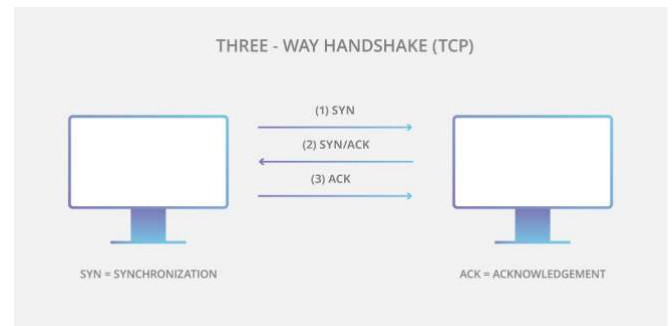 THREE - WAY HANDSHAKE (TCP)
(1) SYN
(2) SYN/ACK
(3) ACK
SYN = SYNCHRONIZATION
ACK = ACKNOWLEDGEMENT